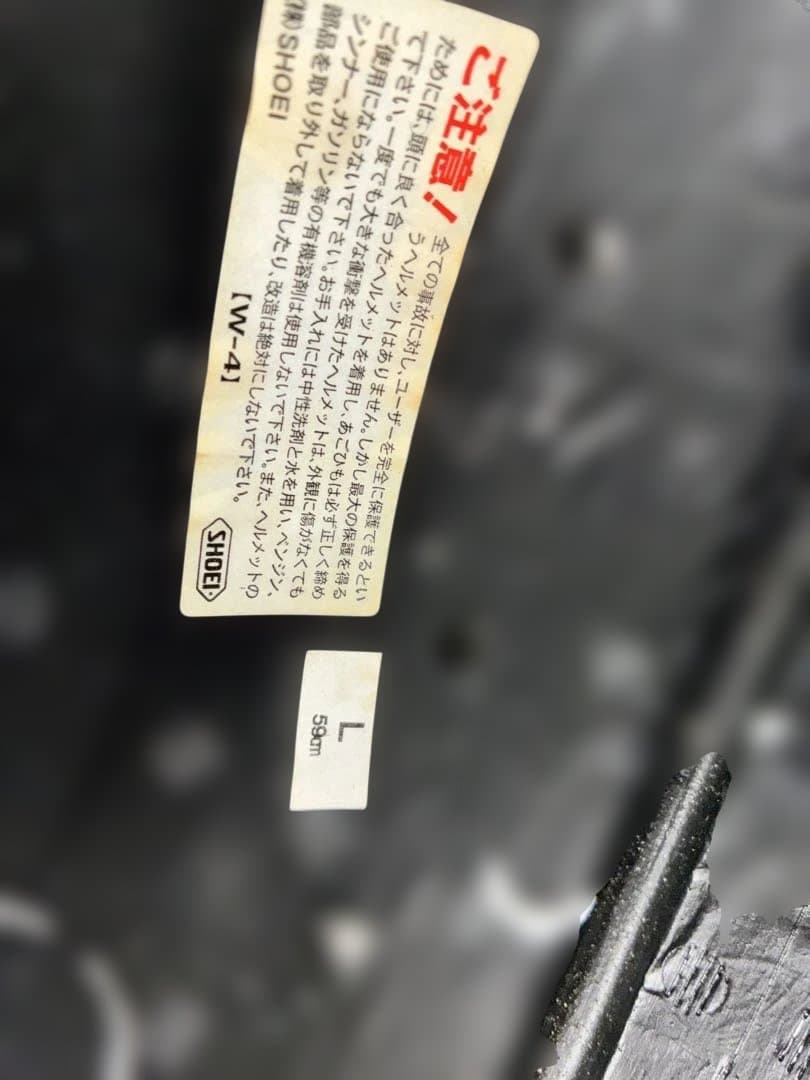 ご注意!
全ての事故に対し、ユーザーを完全に保護できるとい
うヘルメットはありません。しかし最大の保護を得る
ためには、頭に良く合ったヘルメットを着用し、あごひもは必ず正しく締め
て下さい。一度でも大きな衝撃を受けたヘルメットは、外観に傷がなくても
ご使用にならないで下さい。お手入れには中性洗剤と水を用い、ベンジン、
シンナー、ガソリン等の有機溶剤は使用しないで下さい。また、ヘルメットの
部品を取り外して着用したり、改造は絶対にしないで下さい。
(株)SHOEI
【W-4】
SHOEI
L
59cm